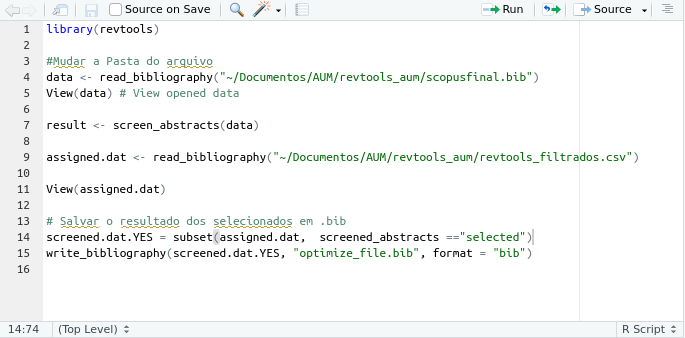 Source on Save
Run
Source
1 library(revtools)
2
3 #Mudar a Pasta do arquivo
4 data <- read_bibliography("~/Documentos/AUM/revtools_aum/scopusfinal.bib")
5 View(data) # View opened data
6
7 result <- screen_abstracts(data)
8
9 assigned.dat <- read_bibliography("~/Documentos/AUM/revtools_aum/revtools_filtrados.csv")
10
11 View(assigned.dat)
12
13 # Salvar o resultado dos selecionados em .bib
14 screened.dat.YES = subset(assigned.dat,  screened_abstracts =="selected")
15 write_bibliography(screened.dat.YES, "optimize_file.bib", format = "bib")
16
14:74
(Top Level)
R Script